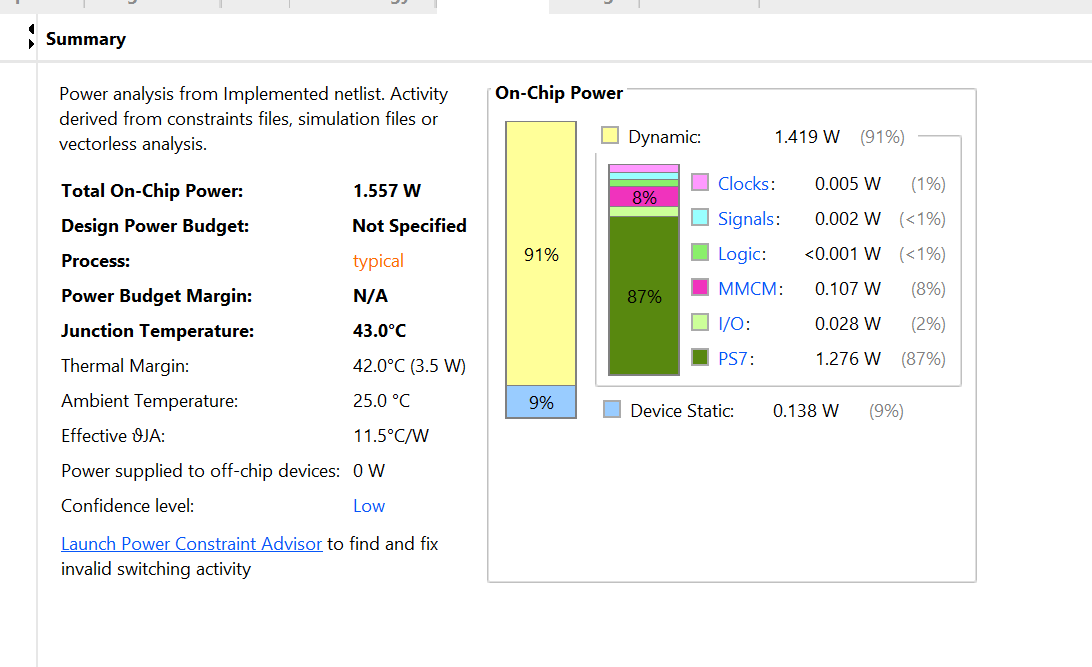 Summary
Power analysis from Implemented netlist. Activity
derived from constraints files, simulation files or
vectorless analysis.
Total On-Chip Power: 1.557 W
Design Power Budget: Not Specified
Process: typical
Power Budget Margin: N/A
Junction Temperature: 43.0°C
Thermal Margin: 42.0°C (3.5 W)
Ambient Temperature: 25.0 °C
Effective ϑJA: 11.5°C/W
Power supplied to off-chip devices: 0 W
Confidence level: Low
Launch Power Constraint Advisor to find and fix
invalid switching activity
On-Chip Power
91%
9%
Dynamic: 1.419 W (91%)
8%
87%
Clocks: 0.005 W (1%)
Signals: 0.002 W (<1%)
Logic: <0.001 W (<1%)
MMCM: 0.107 W (8%)
I/O: 0.028 W (2%)
PS7: 1.276 W (87%)
Device Static: 0.138 W (9%)